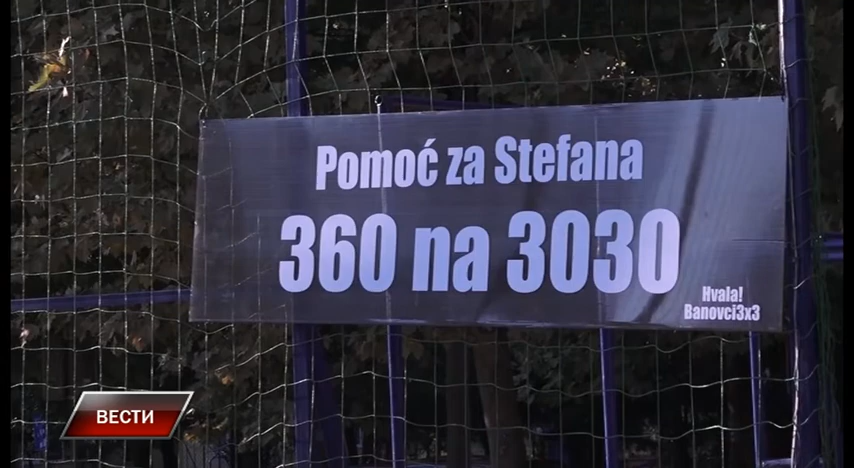 Pomoć za Stefana
360 na 3030
Hvala!
Banovci3x3
ВЕСТИ